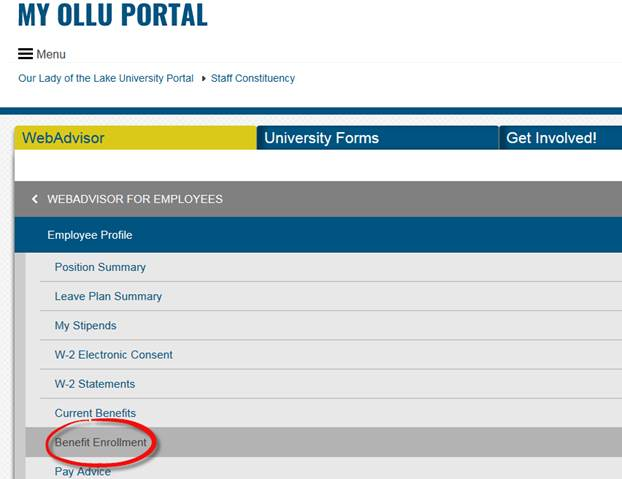 MY OLLU PORTAL
Menu
Our Lady of the Lake University Portal Staff Constituency
WebAdvisor University Forms Get Involved!
WEBADVISOR FOR EMPLOYEES
Employee Profile
Position Summary
Leave Plan Summary
My Stipends
W-2 Electronic Consent
W-2 Statements
Current Benefits
Benefit Enrollment
Pay Advice